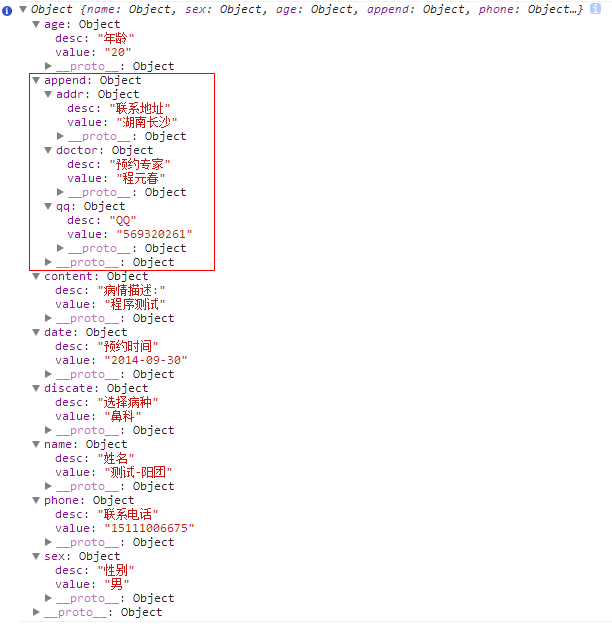 Object {name: Object, sex: Object, age: Object, append: Object, phone: Object…}
age: Object
desc: "年龄"
value: "20"
__proto__: Object
append: Object
addr: Object
desc: "联系地址"
value: "湖南长沙"
__proto__: Object
doctor: Object
desc: "预约专家"
value: "程元春"
__proto__: Object
qq: Object
desc: "QQ"
value: "569320261"
__proto__: Object
__proto__: Object
content: Object
desc: "病情描述:"
value: "程序测试"
__proto__: Object
date: Object
desc: "预约时间"
value: "2014-09-30"
__proto__: Object
discate: Object
desc: "选择病种"
value: "鼻科"
__proto__: Object
name: Object
desc: "姓名"
value: "测试-阳团"
__proto__: Object
phone: Object
desc: "联系电话"
value: "15111006675"
__proto__: Object
sex: Object
desc: "性别"
value: "男"
__proto__: Object
__proto__: Object